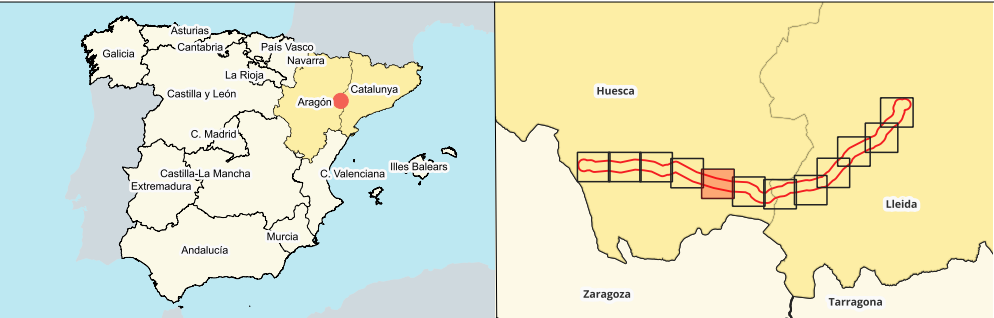 Asturias
Cantabria
País Vasco
Galicia
Navarra
La Rioja
Catalunya
Castilla y León
Aragón
C. Madrid
Castilla-La Mancha
C. Valenciana
Illes Balears
Extremadura
Murcia
Andalucía
Huesca
Lleida
Zaragoza
Tarragona